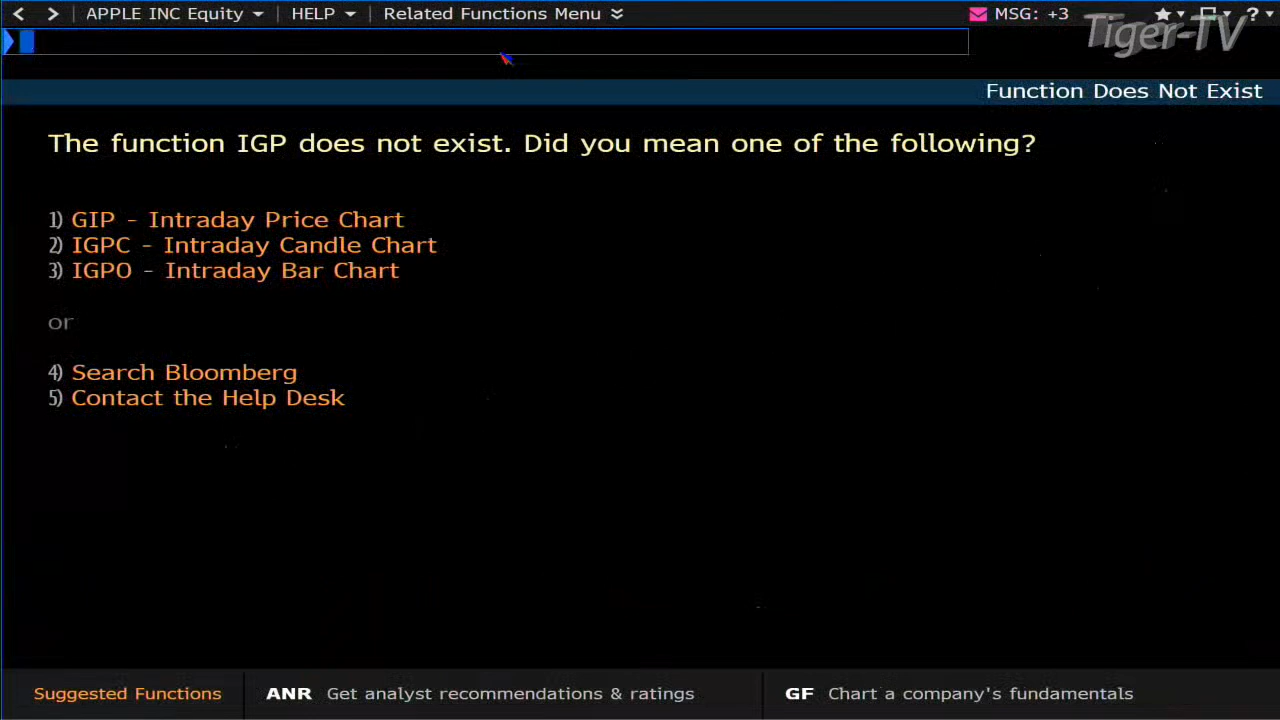 APPLE INC Equity HELP Related Functions Menu MSG: +3 ?
Tiger-TV
Function Does Not Exist
The function IGP does not exist. Did you mean one of the following?
1) GIP - Intraday Price Chart
2) IGPC - Intraday Candle Chart
3) IGPO - Intraday Bar Chart
or
4) Search Bloomberg
5) Contact the Help Desk
Suggested Functions ANR Get analyst recommendations & ratings GF Chart a company's fundamentals